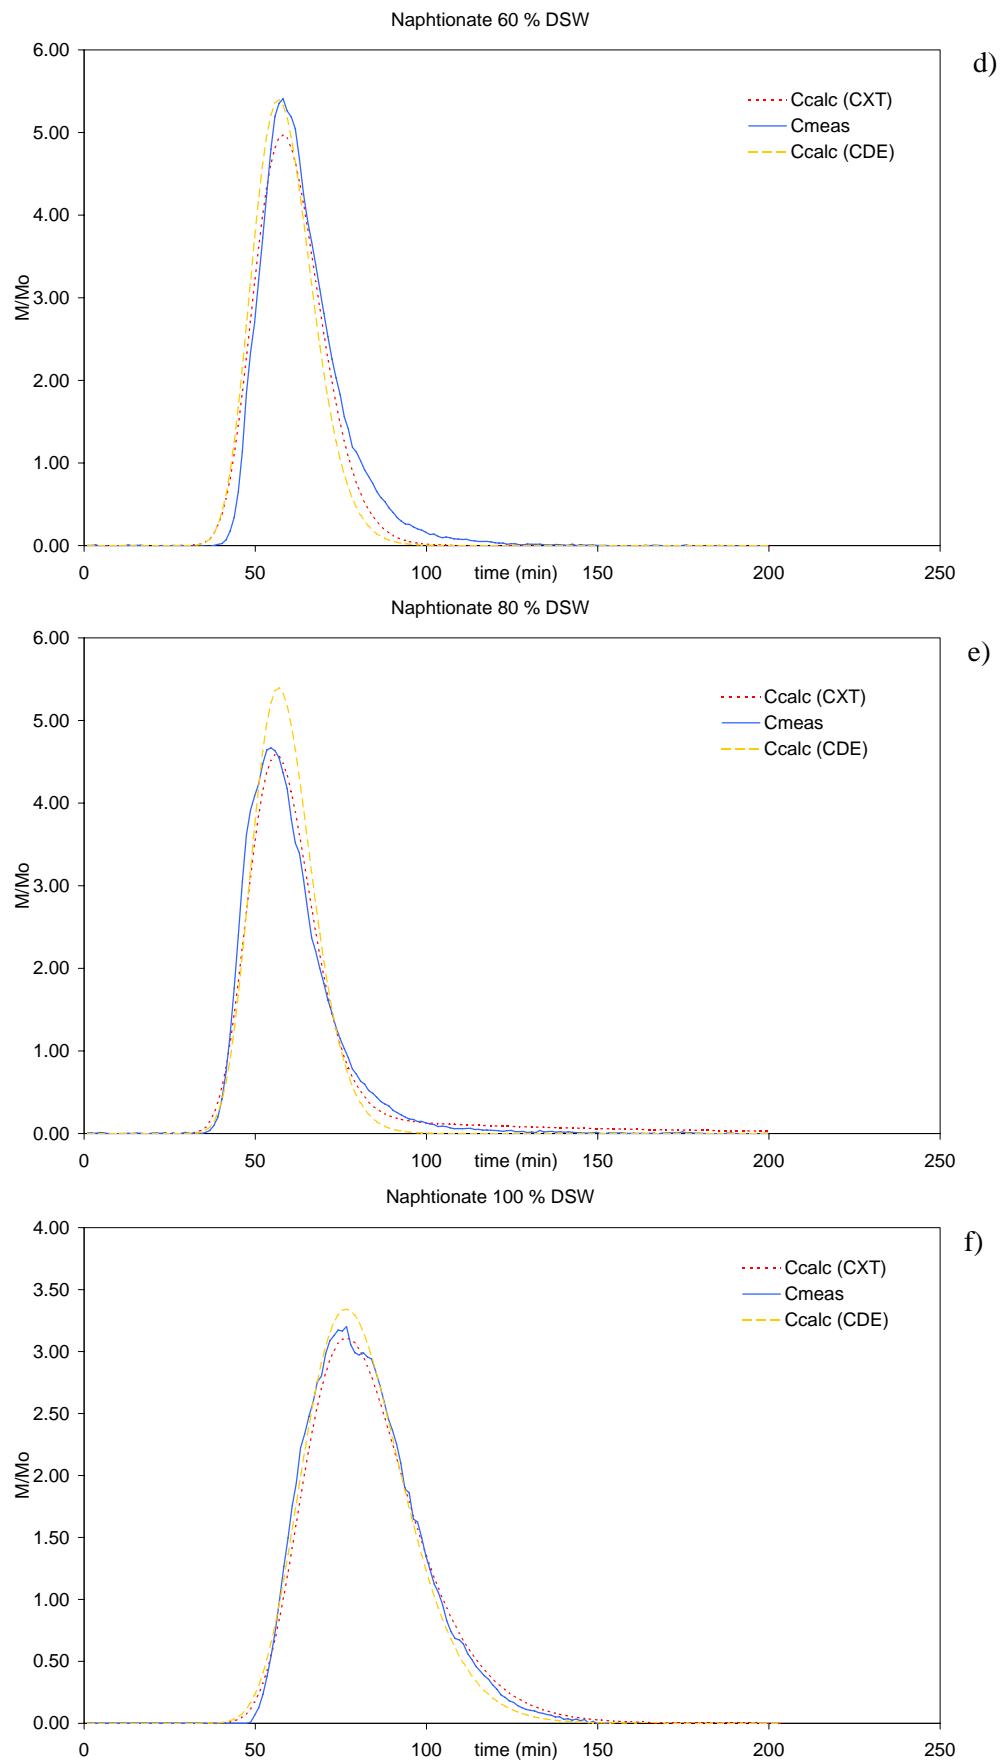 Naphtionate 60 % DSW
d)
6.00
5.00
4.00
3.00
2.00
1.00
0.00
M/Mo
Ccalc (CXT)
Cmeas
Ccalc (CDE)
0 50 100 150 200 250
time (min)
Naphtionate 80 % DSW
e)
6.00
5.00
4.00
3.00
2.00
1.00
0.00
M/Mo
Ccalc (CXT)
Cmeas
Ccalc (CDE)
0 50 100 150 200 250
time (min)
Naphtionate 100 % DSW
f)
4.00
3.50
3.00
2.50
2.00
1.50
1.00
0.50
0.00
M/Mo
Ccalc (CXT)
Cmeas
Ccalc (CDE)
0 50 100 150 200 250
time (min)